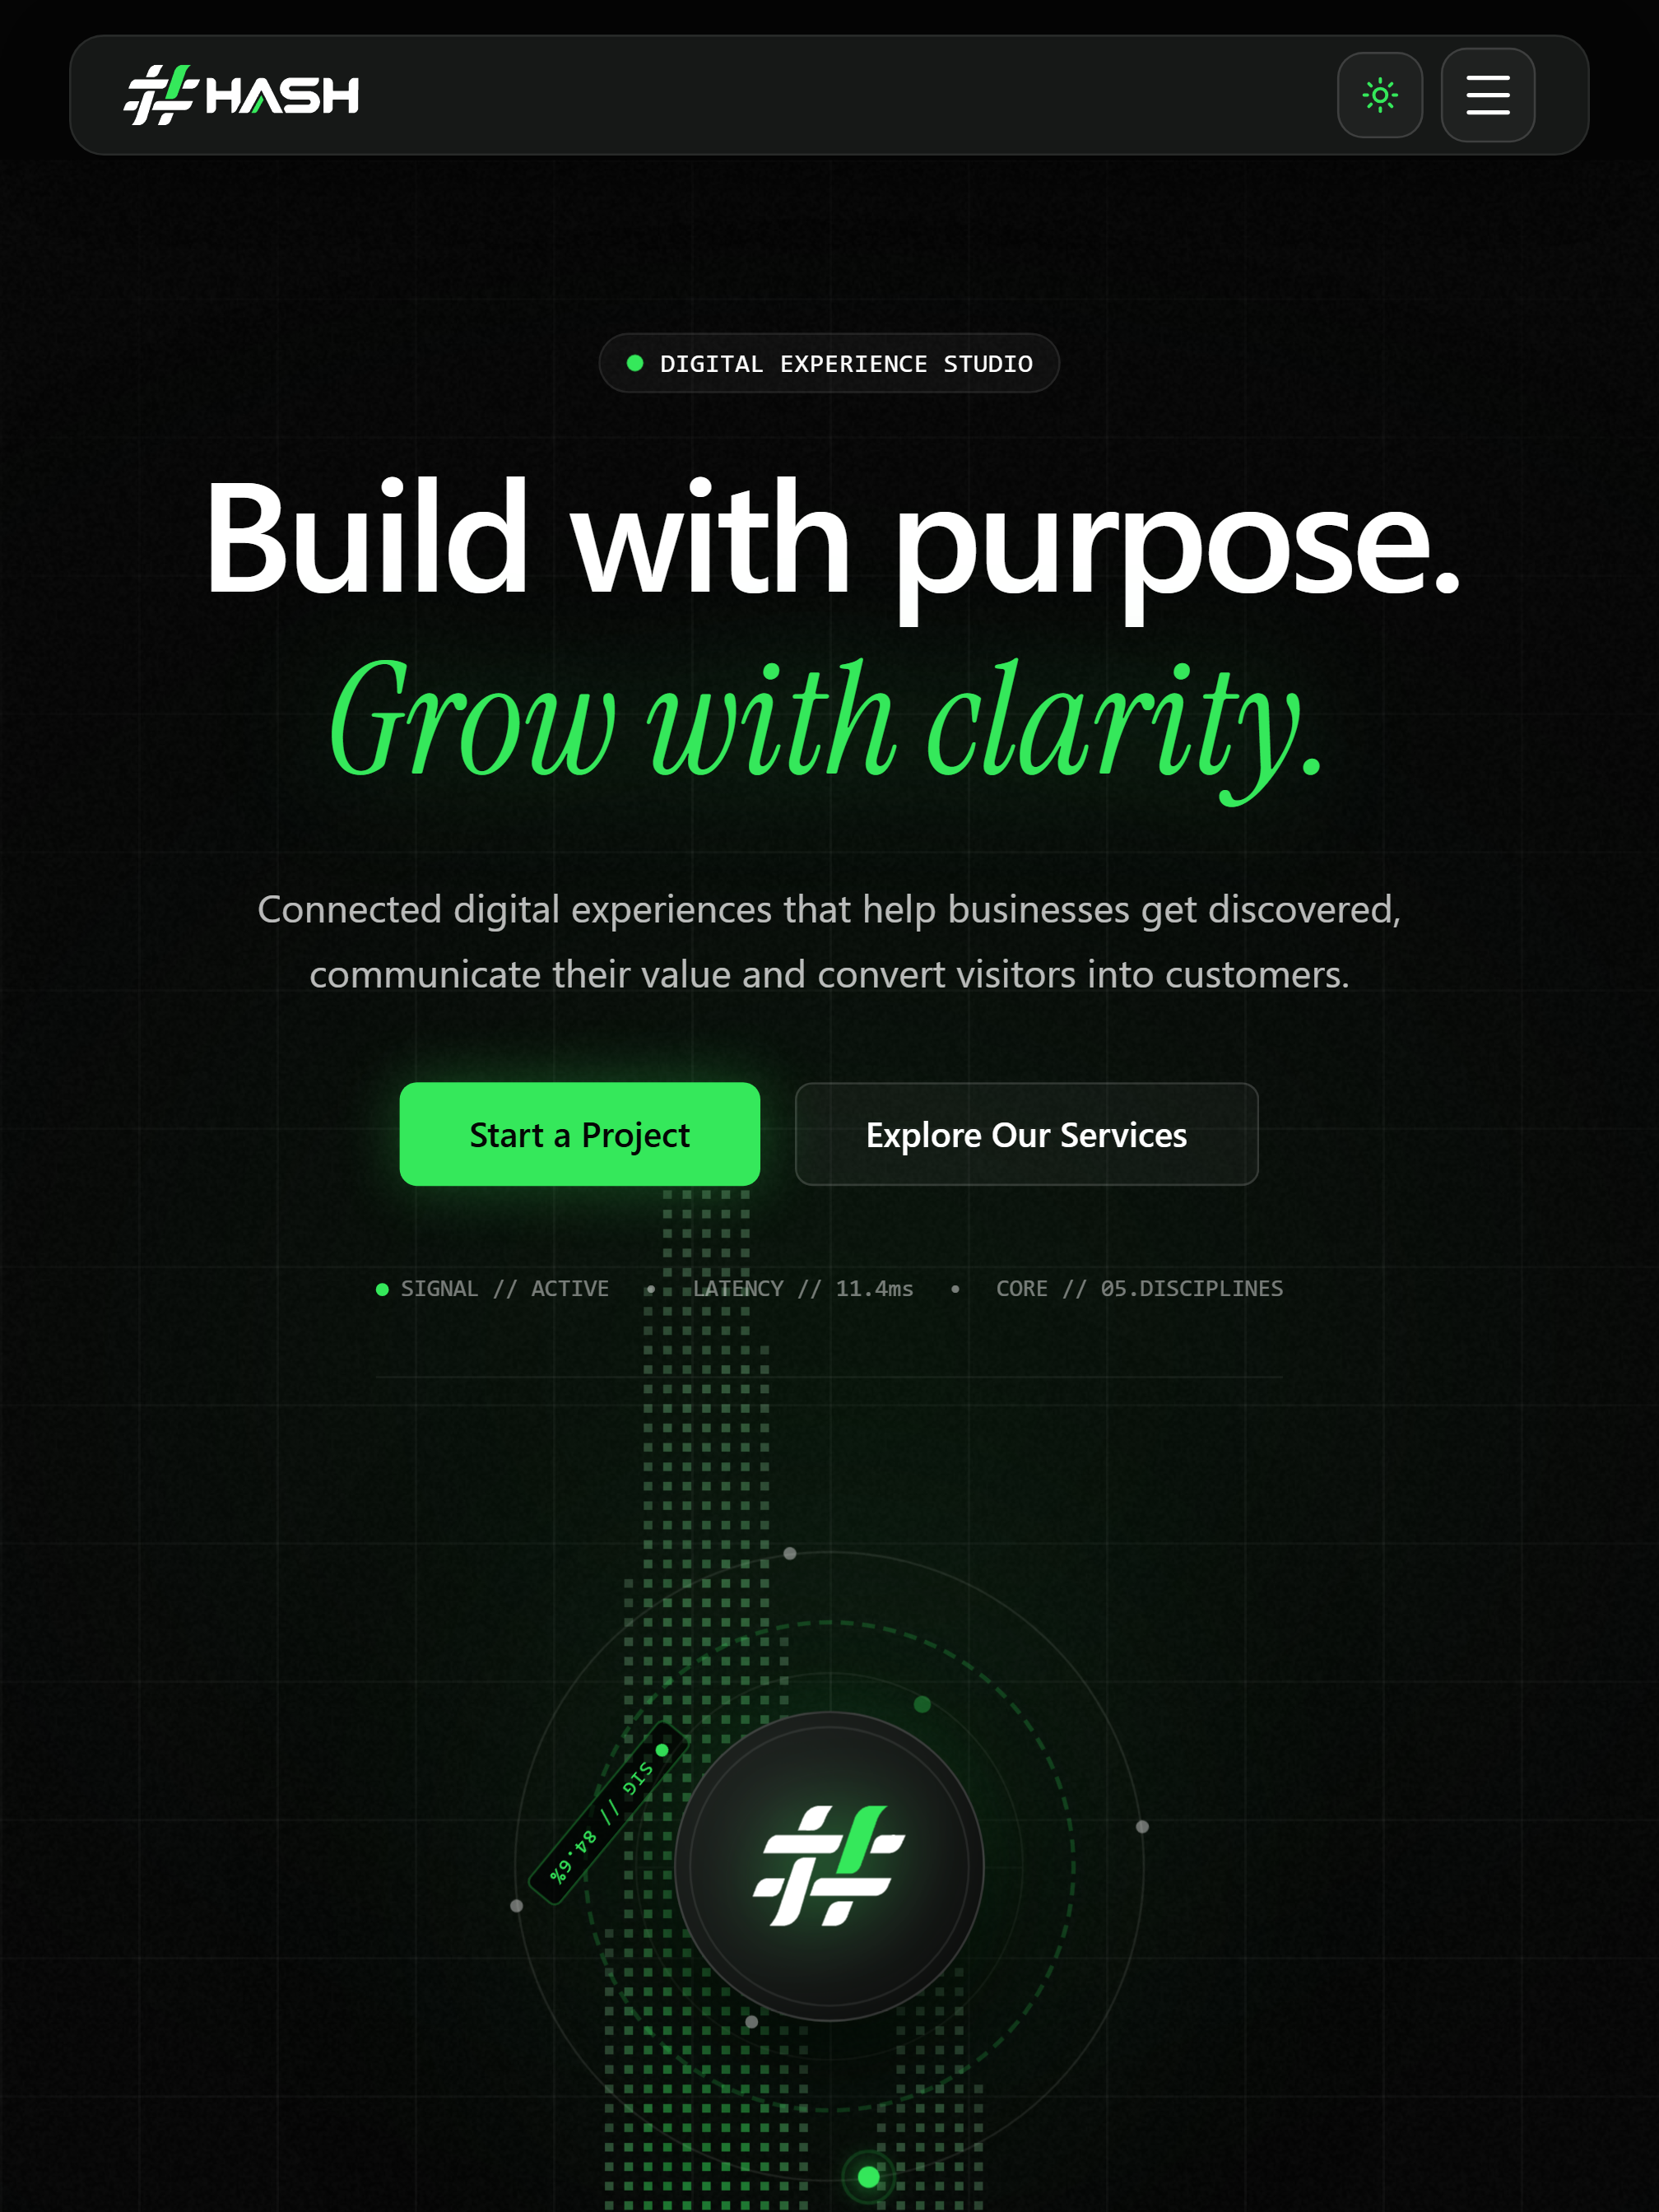 HASH
DIGITAL EXPERIENCE STUDIO
Build with purpose.
Grow with clarity.
Connected digital experiences that help businesses get discovered,
communicate their value and convert visitors into customers.
Start a Project
Explore Our Services
SIGNAL // ACTIVE • LATENCY // 11.4ms • CORE // 05.DISCIPLINES
SIG // 84.6%